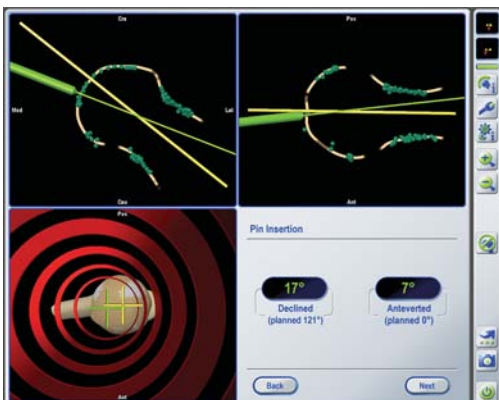 Cra
Pos
Med
Lat
Cau
Ant
Pos
Ant
Pin Insertion
17°
7°
Declined
(planned 121°)
Anteverted
(planned 0°)
Back
Next